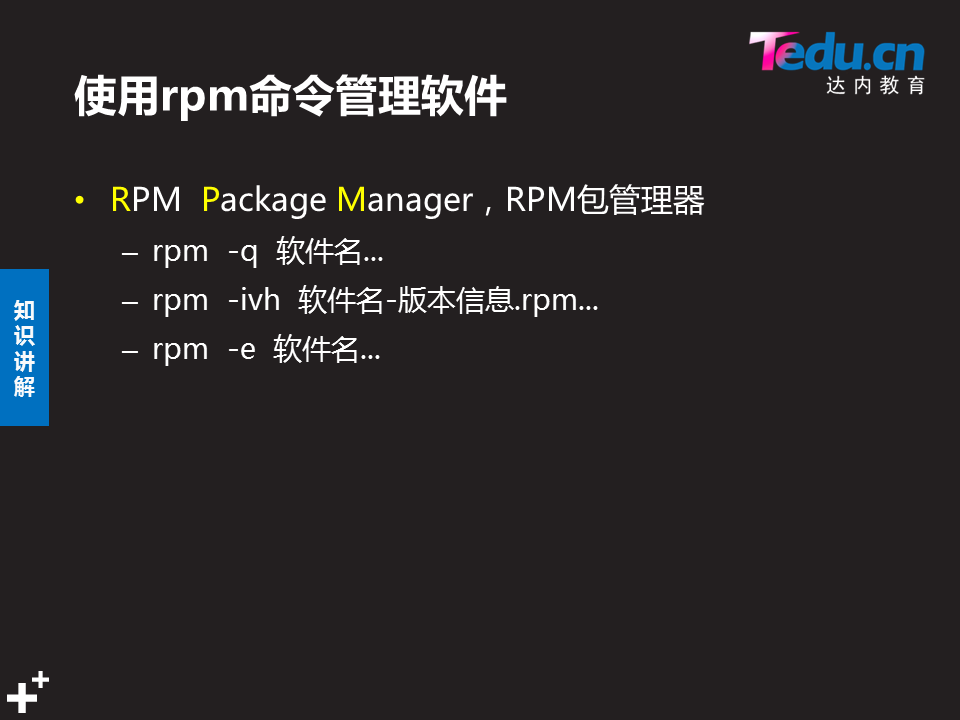 Tedu.cn
达内教育
使用rpm命令管理软件
• RPM Package Manager，RPM包管理器
– rpm -q 软件名...
– rpm -ivh 软件名-版本信息.rpm...
– rpm -e 软件名...
知
识
讲
解